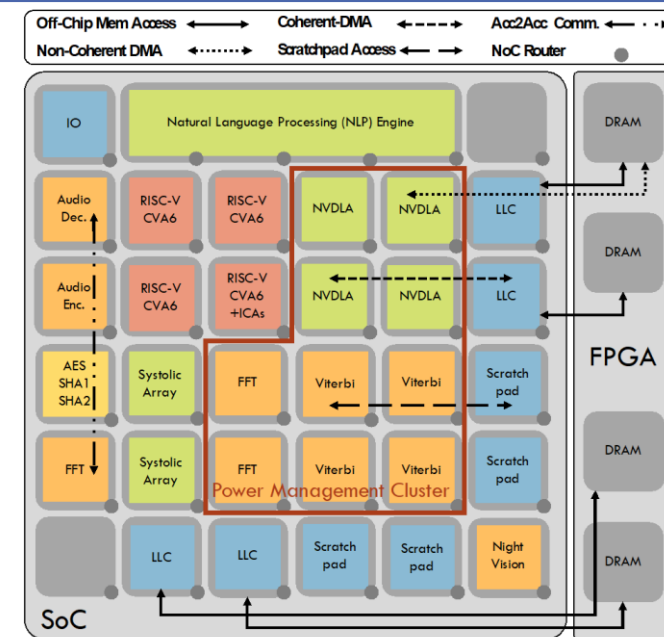 Off-Chip Mem Access
Coherent-DMA
Acc2Acc Comm.
Non-Coherent DMA
Scratchpad Access
NoC Router
IO
Natural Language Processing (NLP) Engine
DRAM
Audio
Dec.
RISC-V
CVA6
RISC-V
CVA6
NVDLA
NVDLA
LLC
DRAM
Audio
Enc.
RISC-V
CVA6
RISC-V
CVA6
+ICAs
NVDLA
NVDLA
LLC
FPGA
AES
SHA1
SHA2
Systolic
Array
FFT
Viterbi
Viterbi
Scratch
pad
DRAM
FFT
Systolic
Array
FFT
Viterbi
Viterbi
Scratch
pad
Power Management Cluster
LLC
LLC
Scratch
pad
Scratch
pad
Night
Vision
DRAM
SoC